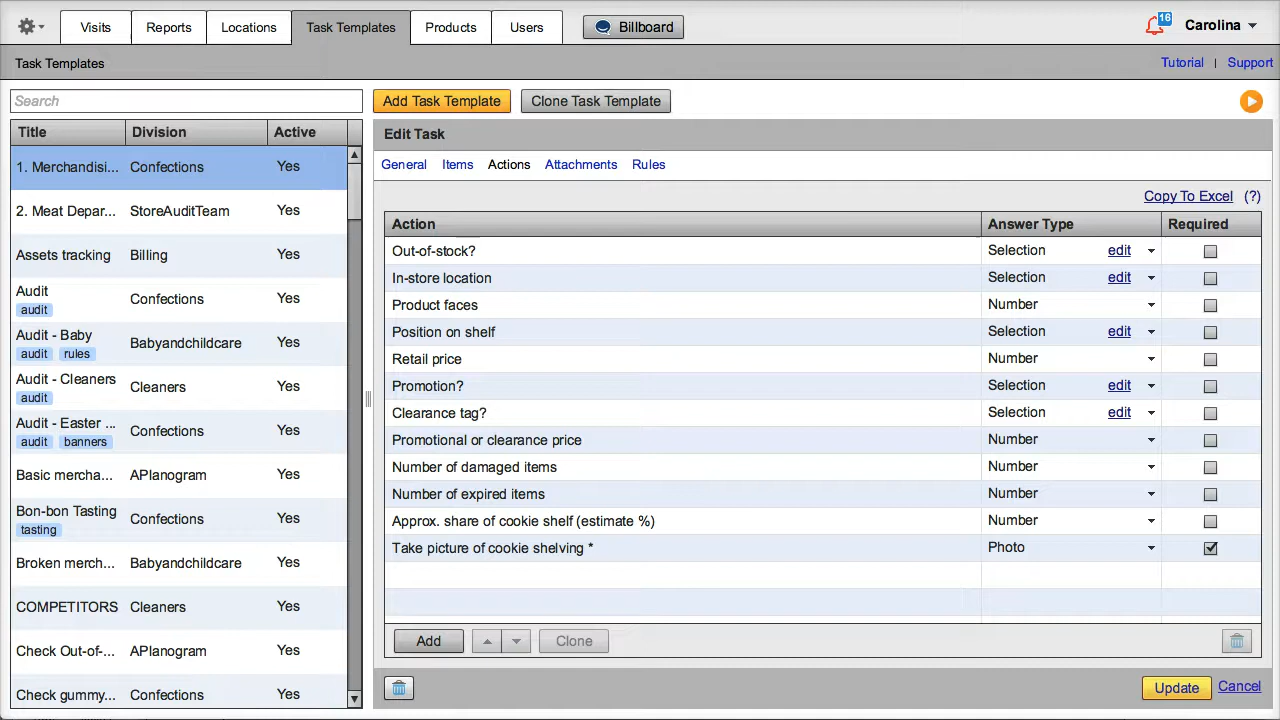 Visits Reports Locations Task Templates Products Users Billboard 16 Carolina
Task Templates Tutorial | Support
Search Add Task Template Clone Task Template
Title Division Active Edit Task
1. Merchandisi... Confections Yes General Items Actions Attachments Rules
Copy To Excel (?)
2. Meat Depar... StoreAuditTeam Yes
Action Answer Type Required
Assets tracking Billing Yes Out-of-stock? Selection edit
In-store location Selection edit
Audit Confections Yes Product faces Number
audit
Audit - Baby Babyandchildcare Yes Position on shelf Selection edit
audit rules Retail price Number
Audit - Cleaners Cleaners Yes Promotion? Selection edit
audit
Audit - Easter ... Confections Yes Clearance tag? Selection edit
audit banners Promotional or clearance price Number
Basic mercha... APlanogram Yes Number of damaged items Number
Number of expired items Number
Bon-bon Tasting Confections Yes Approx. share of cookie shelf (estimate %) Number
tasting
Broken merch... Babyandchildcare Yes Take picture of cookie shelving * Photo
COMPETITORS Cleaners Yes
Check Out-of-... APlanogram Yes Add Clone
Check gummy... Confections Yes Update Cancel